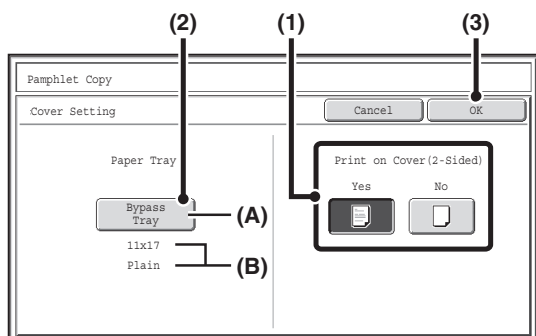 (2) (1) (3)
Pamphlet Copy
Cover Setting Cancel OK
Paper Tray Print on Cover(2-Sided)
Yes No
Bypass
Tray
(A)
11x17
Plain
(B)